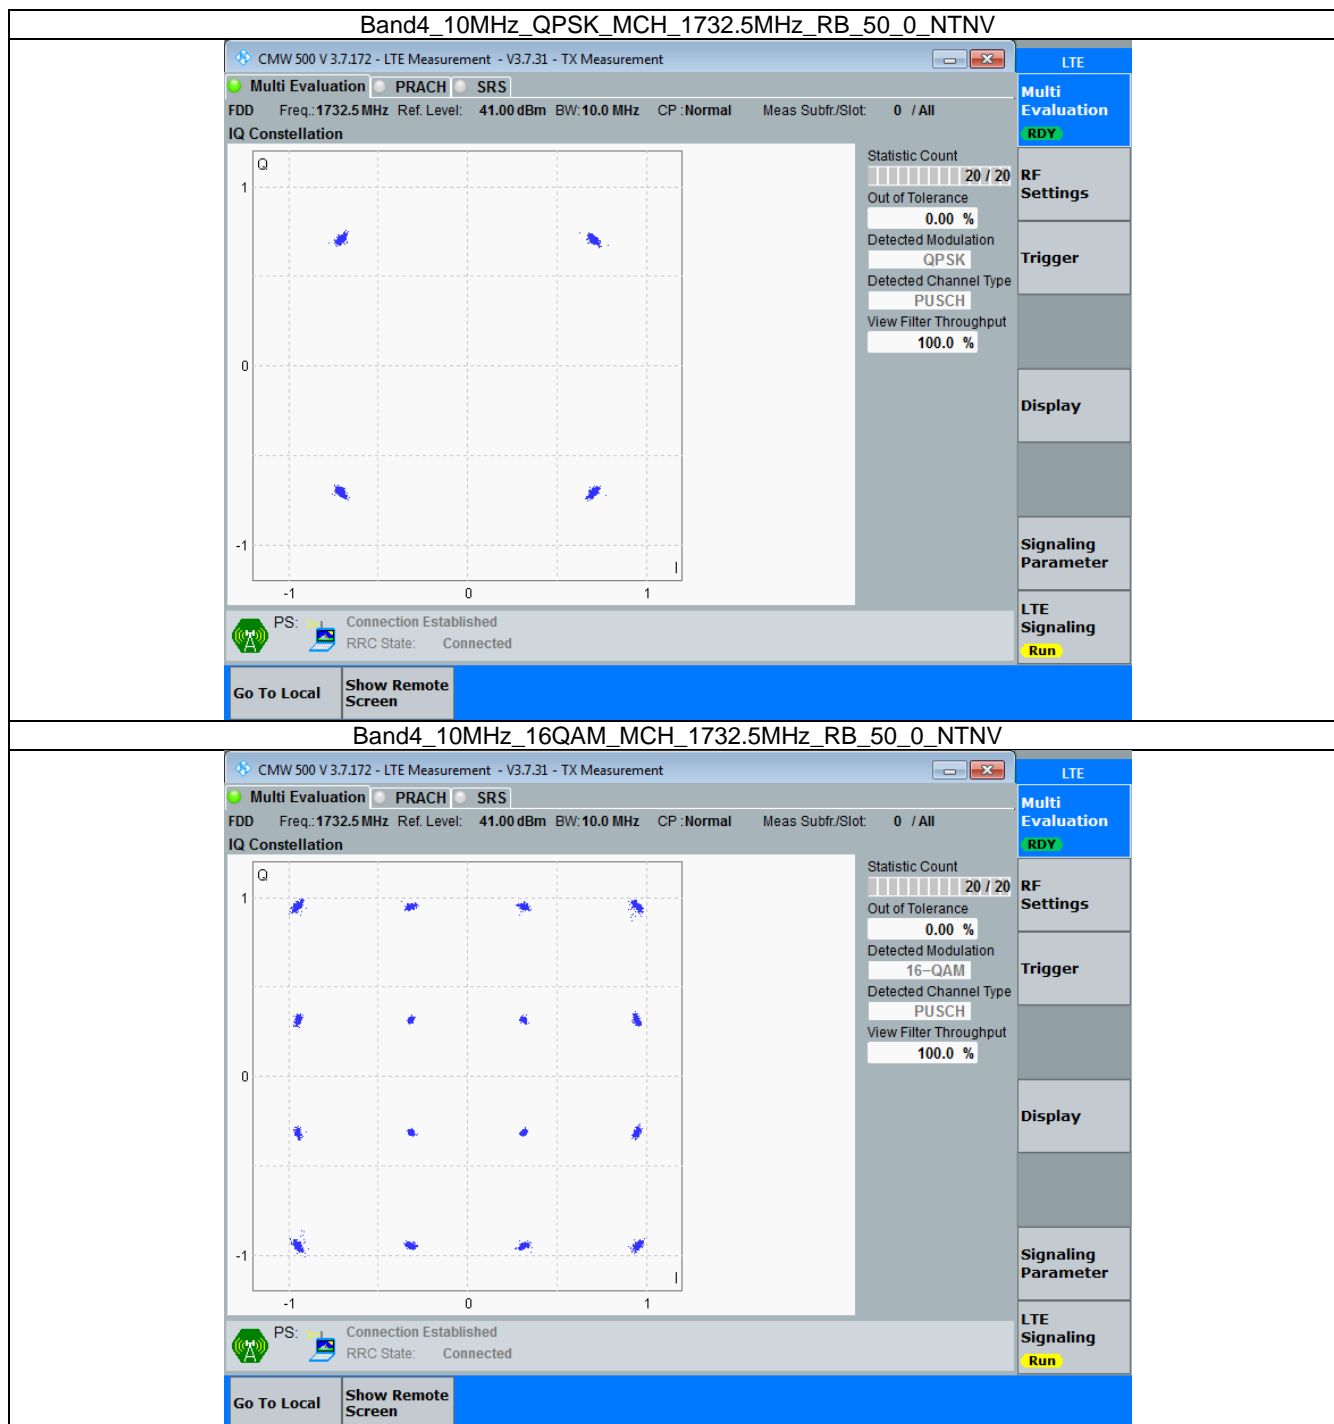 Band4_10MHz_QPSK_MCH_1732.5MHz_RB_50_0_NTNV
CMW 500 V 3.7.172 - LTE Measurement - V3.7.31 - TX Measurement
LTE
Multi Evaluation PRACH SRS
Multi
Evaluation
RDY
FDD Freq.:1732.5 MHz Ref. Level: 41.00 dBm BW:10.0 MHz CP :Normal Meas Subfr./Slot: 0 / All
IQ Constellation
Q
1
0
-1
-1 0 1
I
Statistic Count
20 / 20
Out of Tolerance
0.00 %
Detected Modulation
QPSK
Detected Channel Type
PUSCH
View Filter Throughput
100.0 %
RF
Settings
Trigger
Display
Signaling
Parameter
LTE
Signaling
Run
PS: Connection Established
RRC State: Connected
Go To Local
Show Remote
Screen
Band4_10MHz_16QAM_MCH_1732.5MHz_RB_50_0_NTNV
CMW 500 V 3.7.172 - LTE Measurement - V3.7.31 - TX Measurement
LTE
Multi Evaluation PRACH SRS
Multi
Evaluation
RDY
FDD Freq.:1732.5 MHz Ref. Level: 41.00 dBm BW:10.0 MHz CP :Normal Meas Subfr./Slot: 0 / All
IQ Constellation
Q
1
0
-1
-1 0 1
I
Statistic Count
20 / 20
Out of Tolerance
0.00 %
Detected Modulation
16-QAM
Detected Channel Type
PUSCH
View Filter Throughput
100.0 %
RF
Settings
Trigger
Display
Signaling
Parameter
LTE
Signaling
Run
PS: Connection Established
RRC State: Connected
Go To Local
Show Remote
Screen